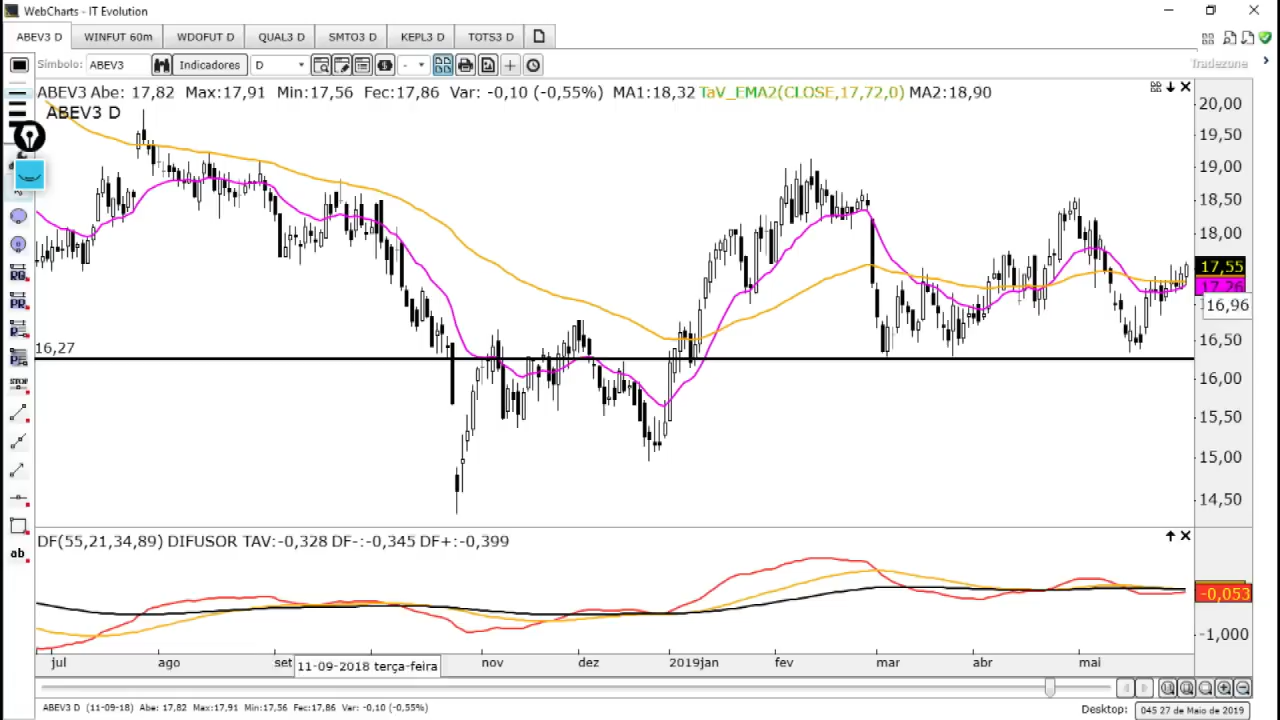 WebCharts - IT Evolution
ABEV3 D WINFUT 60m WDOFUT D QUAL3 D SMTO3 D KEPL3 D TOTS3 D
Símbolo: ABEV3 Indicadores D - Tradezone
ABEV3 Abe: 17,82 Max:17,91 Min:17,56 Fec:17,86 Var: -0,10 (-0,55%) MA1:18,32 TaV_EMA2(CLOSE,17,72,0) MA2:18,90
ABEV3 D
20,00
19,50
19,00
18,50
18,00
17,55
17,26
16,96
16,50
16,27
16,00
15,50
15,00
14,50
RG
PR
P
P
STOP
ab
DF(55,21,34,89) DIFUSOR TAV:-0,328 DF-:-0,345 DF+:-0,399
-0,053
-1,000
jul ago set 11-09-2018 terça-feira nov dez 2019jan fev mar abr mai
ABEV3 D (11-09-18) Abe: 17,82 Max:17,91 Min:17,56 Fec:17,86 Var: -0,10 (-0,55%) Desktop: 045 27 de Maio de 2019